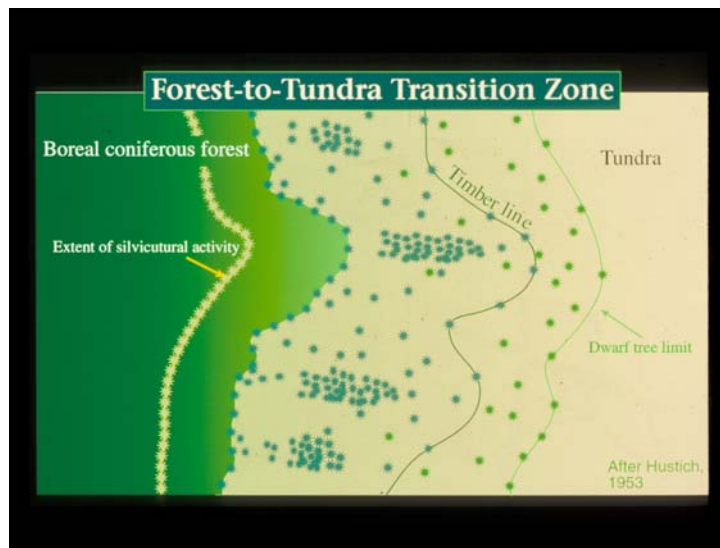 Forest-to-Tundra Transition Zone
Boreal coniferous forest
Tundra
Timber line
Extent of silvicutural activity
Dwarf tree limit
After Hustich,
1953